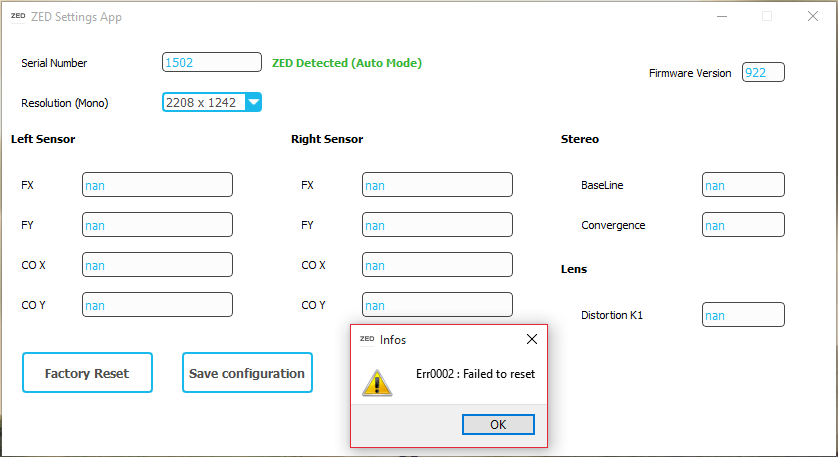 ZED ZED Settings App
Serial Number 1502 ZED Detected (Auto Mode)
Firmware Version 922
Resolution (Mono) 2208 x 1242
Left Sensor Right Sensor Stereo
FX nan FX nan BaseLine nan
FY nan FY nan Convergence nan
CO X nan CO X nan
Lens
CO Y nan CO Y nan
Distortion K1 nan
ZED Infos
Factory Reset Save configuration
Err0002 : Failed to reset
OK